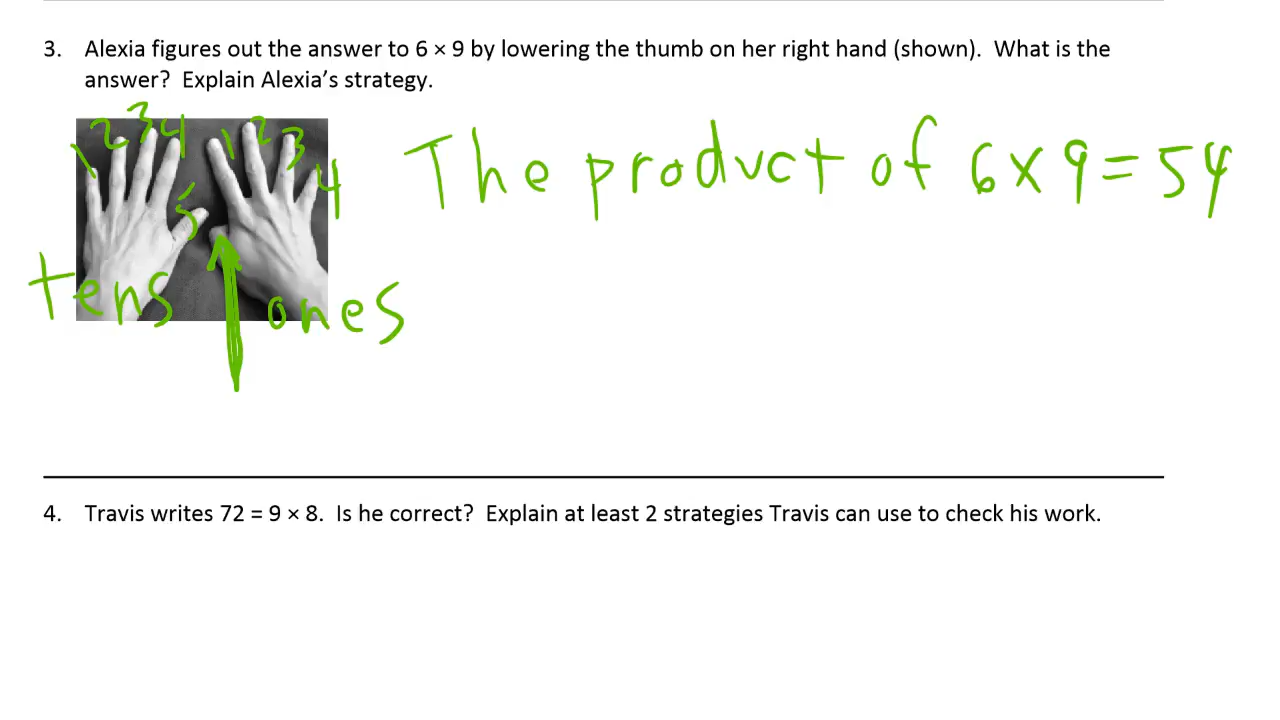 3. Alexia figures out the answer to 6 × 9 by lowering the thumb on her right hand (shown). What is the
answer? Explain Alexia's strategy.
1 2 3 4 5 1 2 3 4
The product of 6 x 9 = 54
tens ones
4. Travis writes 72 = 9 × 8. Is he correct? Explain at least 2 strategies Travis can use to check his work.